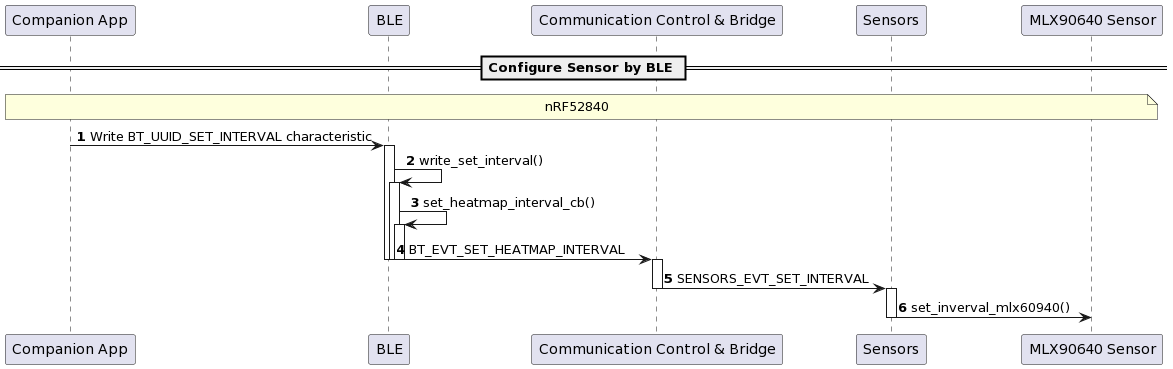 Companion App BLE Communication Control & Bridge Sensors MLX90640 Sensor
Configure Sensor by BLE
nRF52840
1 Write BT_UUID_SET_INTERVAL characteristic
2 write_set_interval()
3 set_heatmap_interval_cb()
4 BT_EVT_SET_HEATMAP_INTERVAL
5 SENSORS_EVT_SET_INTERVAL
6 set_inverval_mlx60940()
Companion App BLE Communication Control & Bridge Sensors MLX90640 Sensor